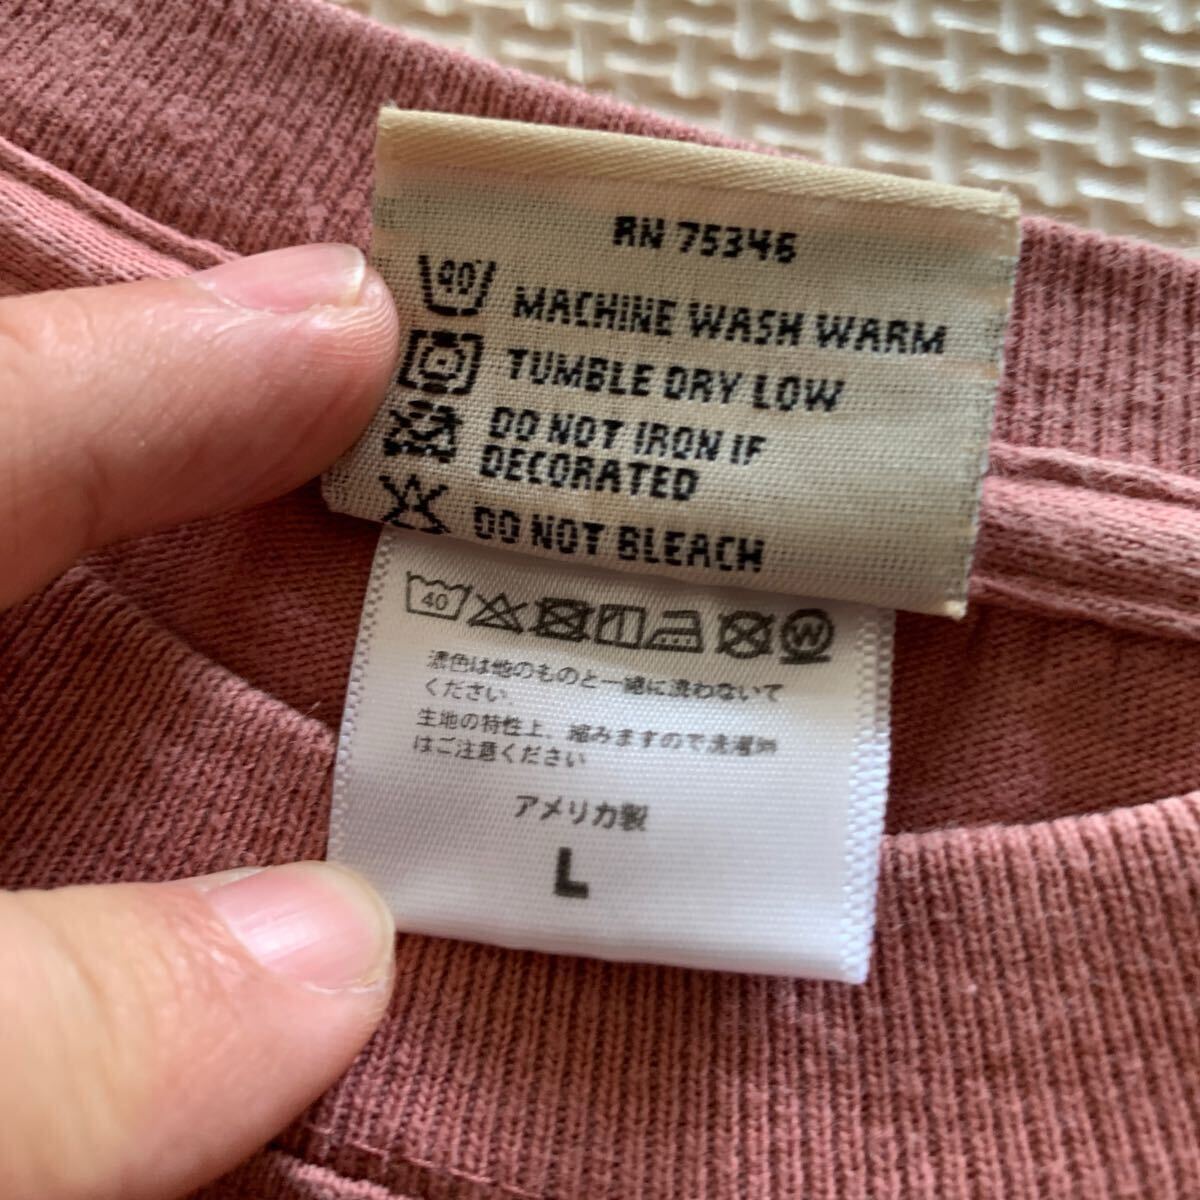 RN 75346
40 MACHINE WASH WARM
TUMBLE DRY LOW
DO NOT IRON IF
DECORATED
DO NOT BLEACH
40 W
濃色は他のものと一緒に洗わないで
ください
生地の特性上、縮みますので洗濯時
はご注意ください
アメリカ製
L